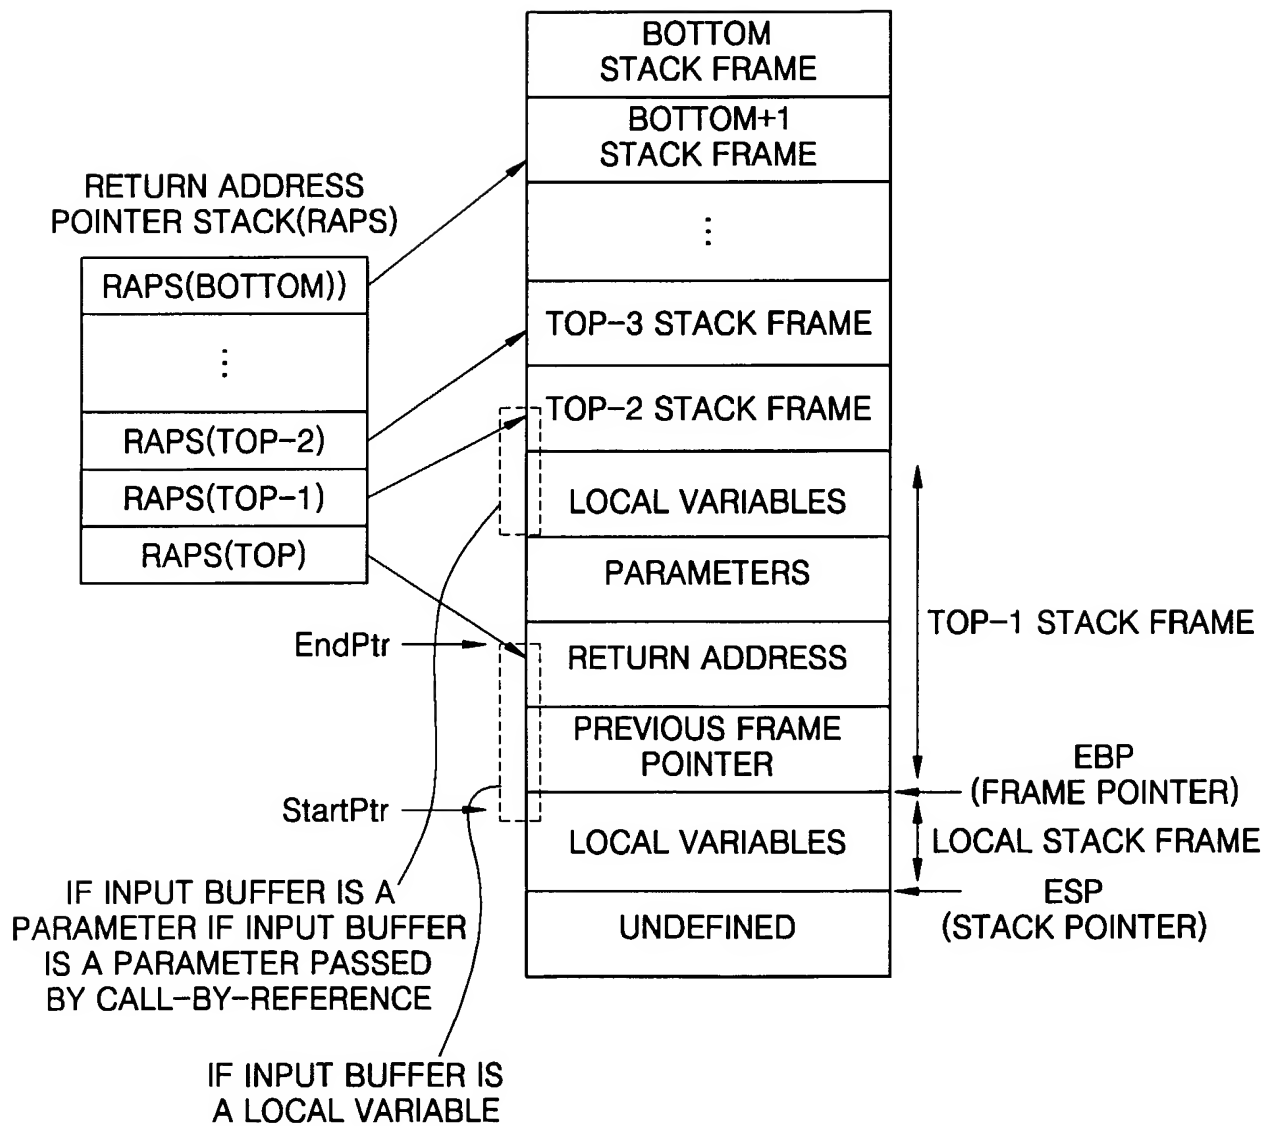 BOTTOM
STACK FRAME
BOTTOM+1
STACK FRAME
⋮
TOP-3 STACK FRAME
TOP-2 STACK FRAME
LOCAL VARIABLES
PARAMETERS
RETURN ADDRESS
PREVIOUS FRAME
POINTER
LOCAL VARIABLES
UNDEFINED
RETURN ADDRESS
POINTER STACK(RAPS)
RAPS(BOTTOM))
⋮
RAPS(TOP-2)
RAPS(TOP-1)
RAPS(TOP)
EndPtr
StartPtr
TOP-1 STACK FRAME
EBP
(FRAME POINTER)
LOCAL STACK FRAME
ESP
(STACK POINTER)
IF INPUT BUFFER IS A
PARAMETER IF INPUT BUFFER
IS A PARAMETER PASSED
BY CALL-BY-REFERENCE
IF INPUT BUFFER IS
A LOCAL VARIABLE